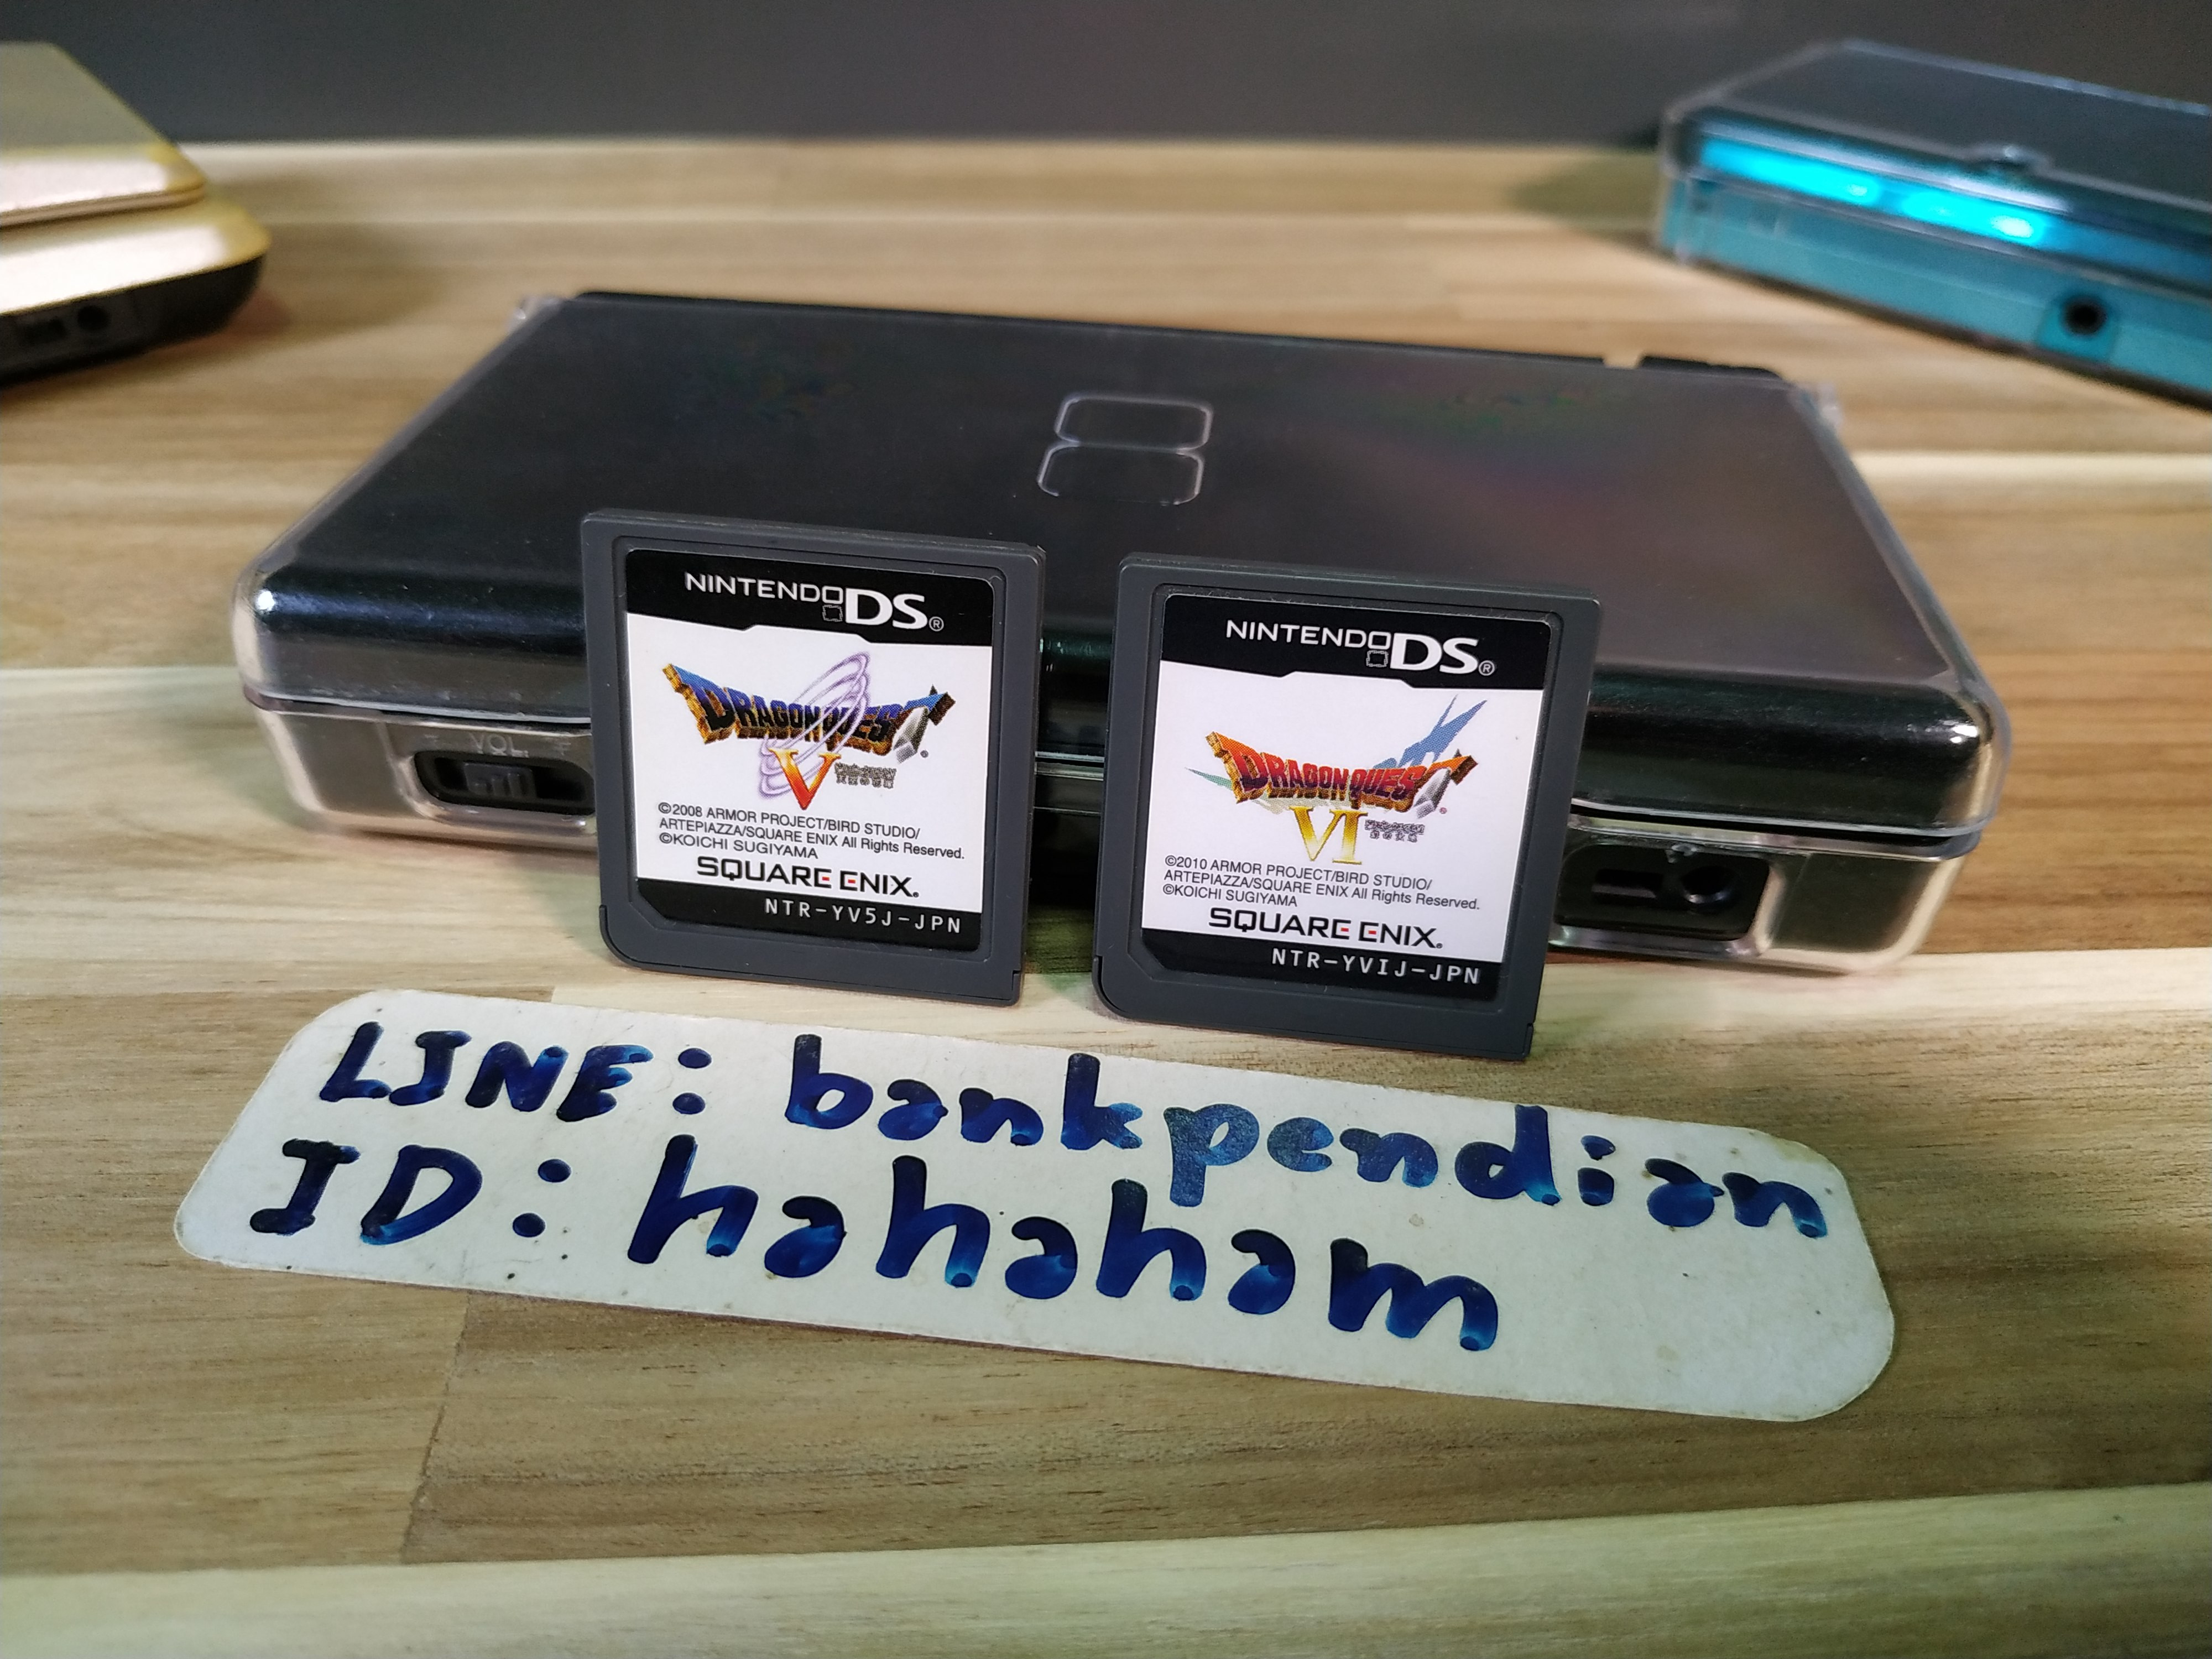 VOL.
NINTENDO DS®
DRAGON QUEST
V
©2008 ARMOR PROJECT/BIRD STUDIO/
ARTEPIAZZA/SQUARE ENIX All Rights Reserved.
©KOICHI SUGIYAMA
SQUARE ENIX.
NTR-YV5J-JPN
NINTENDO DS®
DRAGON QUEST
VI
©2010 ARMOR PROJECT/BIRD STUDIO/
ARTEPIAZZA/SQUARE ENIX All Rights Reserved.
©KOICHI SUGIYAMA
SQUARE ENIX.
NTR-YVIJ-JPN
LINE: bankpendian
ID: hahaham